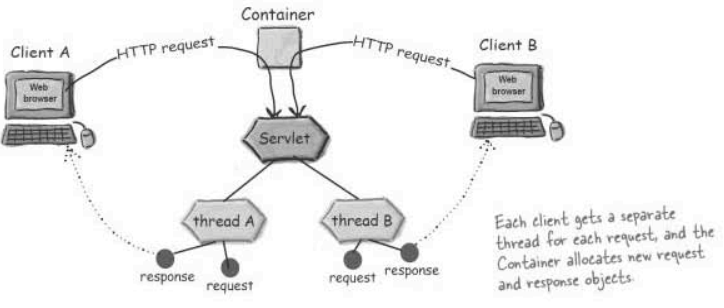 Container
Client A
HTTP request
HTTP request
Client B
Web
browser
Web
browser
Servlet
thread A
thread B
response
request
request
response
Each client gets a separate
thread for each request, and the
Container allocates new request
and response objects.